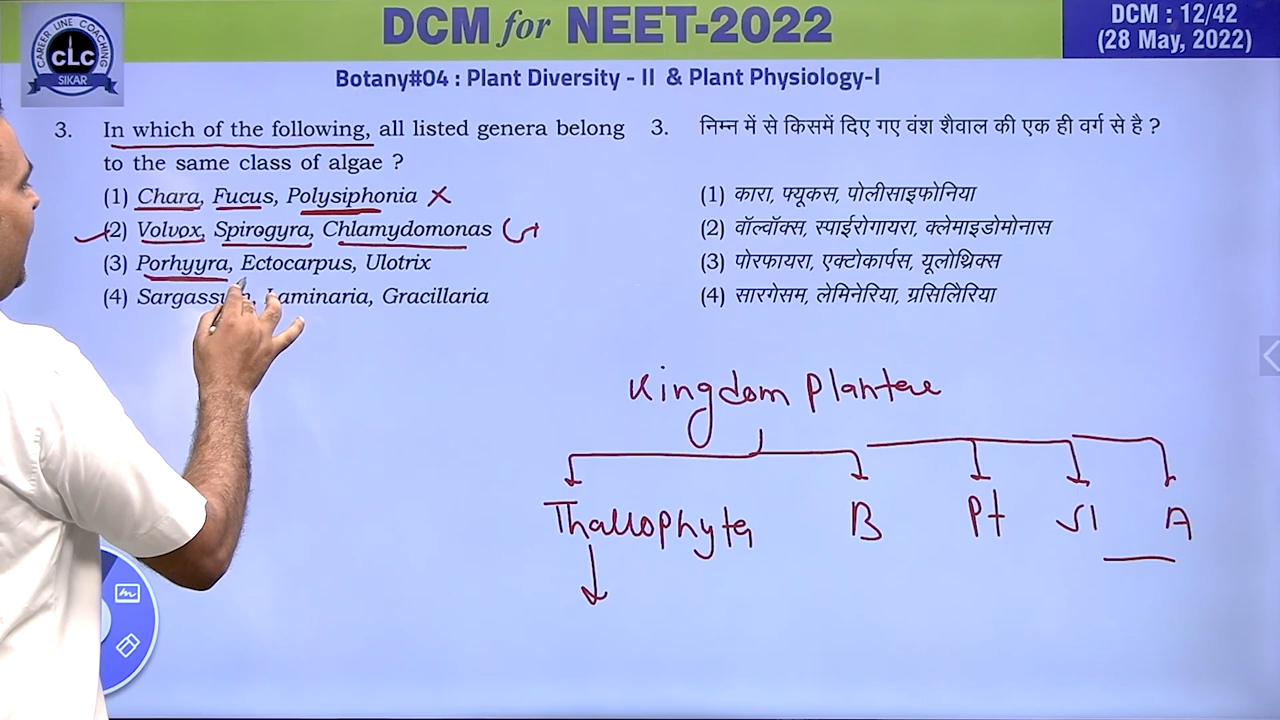 DCM for NEET-2022
DCM : 12/42
(28 May, 2022)
CAREER LINE COACHING
CLC
SIKAR
Botany#04 : Plant Diversity - II & Plant Physiology-I
3. In which of the following, all listed genera belong
to the same class of algae ?
(1) Chara, Fucus, Polysiphonia
(2) Volvox, Spirogyra, Chlamydomonas
(3) Porhyyra, Ectocarpus, Ulotrix
(4) Sargassum, Laminaria, Gracillaria
3. निम्न में से किसमें दिए गए वंश शैवाल की एक ही वर्ग से है ?
(1) कारा, फ्यूकस, पोलीसाइफोनिया
(2) वॉल्वॉक्स, स्पाईरोगायरा, क्लेमाइडोमोनास
(3) पोरफायरा, एक्टोकार्पस, यूलोथ्रिक्स
(4) सारगेसम, लेमिनेरिया, ग्रसिलैरिया
Kingdom Plantae
Thallophyta B Pt A